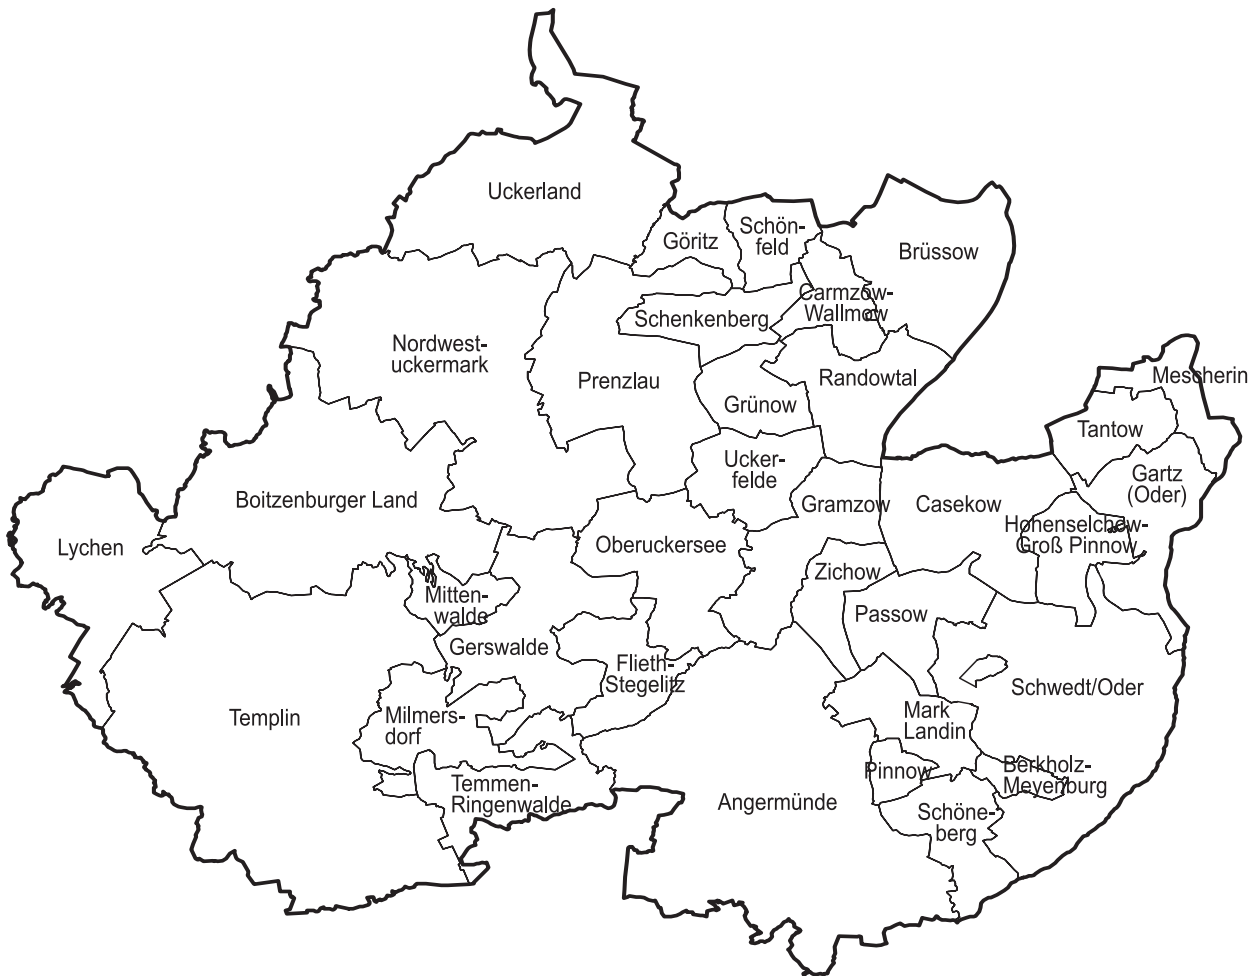 Uckerland
Göritz
Schön-
feld
Brüssow
Carmzow-
Wallmow
Schenkenberg
Nordwest-
uckermark
Prenzlau
Randowtal
Grünow
Mescherin
Tantow
Ucker-
felde
Gartz
(Oder)
Boitzenburger Land
Gramzow
Casekow
Hohenselchow-
Groß Pinnow
Lychen
Oberuckersee
Zichow
Mitten-
walde
Passow
Gerswalde
Flieth-
Stegelitz
Schwedt/Oder
Templin
Milmers-
dorf
Mark
Landin
Pinnow
Berkholz-
Meyenburg
Temmen-
Ringenwalde
Angermünde
Schöne-
berg